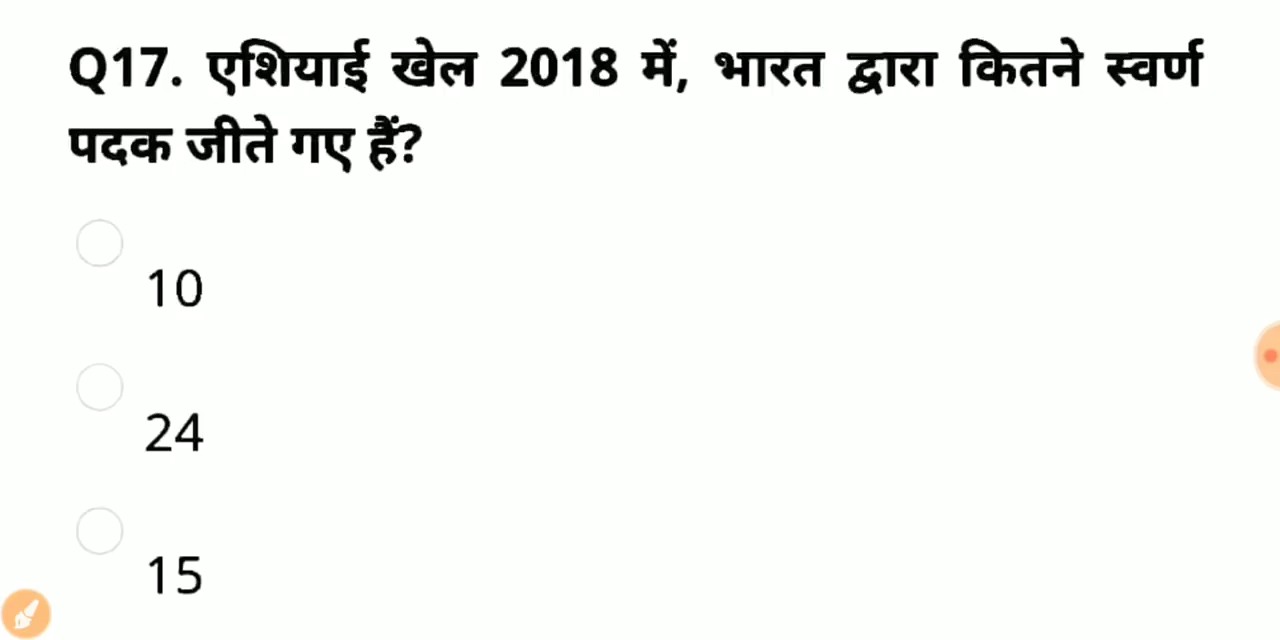 Q17. एशियाई खेल 2018 में, भारत द्वारा कितने स्वर्ण
पदक जीते गए हैं?
10
24
15